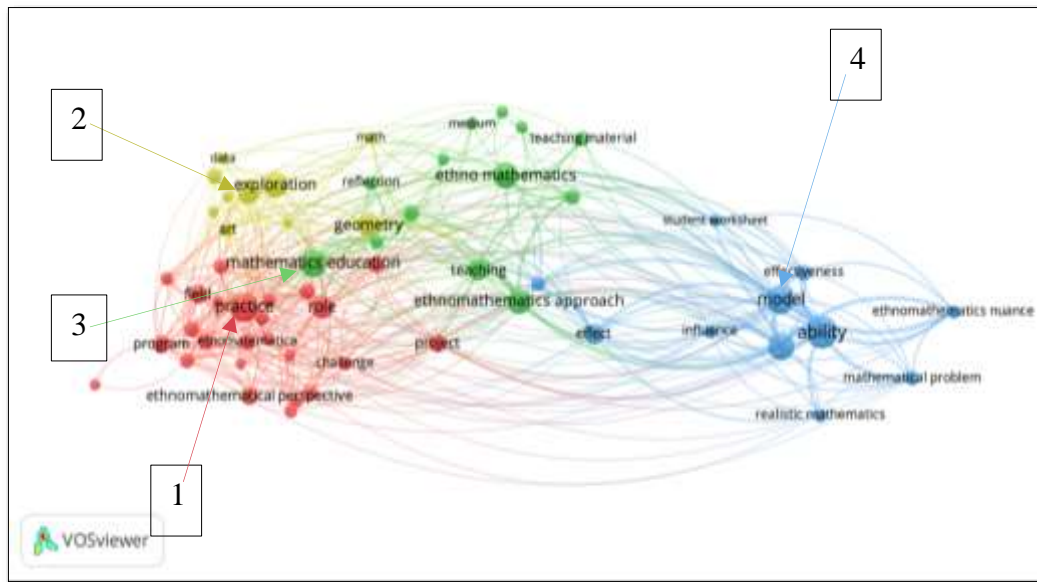 4
2
medium
math
teaching material
data
ethno mathematics
exploration
reflection
art
geometry
student worksheet
mathematics education
teaching
effectiveness
field
ethnomathematics approach
model
practice
role
ethnomathematics nuance
3
effect
influence
ability
program
etnomatematica
project
challenge
mathematical problem
ethnomathematical perspective
realistic mathematics
1
VOSviewer